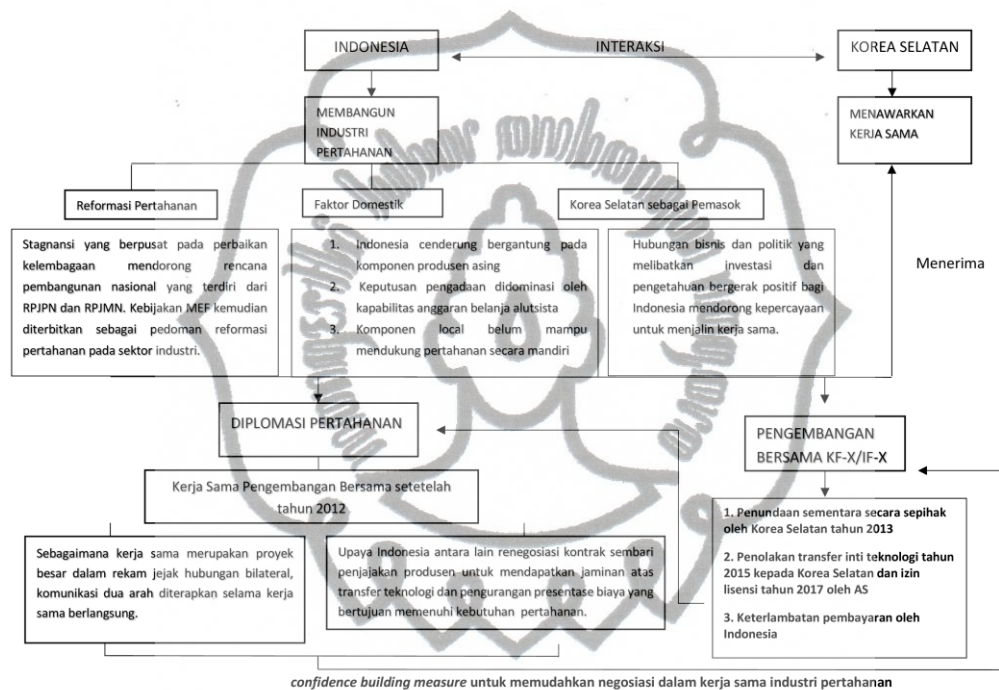 INDONESIA
INTERAKSI
KOREA SELATAN
MEMBANGUN
INDUSTRI
PERTAHANAN
MENAWARKAN
KERJA SAMA
Reformasi Pertahanan
Faktor Domestik
Korea Selatan sebagai Pemasok
Stagnansi yang berpusat pada perbaikan
kelembagaan mendorong rencana
pembangunan nasional yang terdiri dari
RPJPN dan RPJMN. Kebijakan MEF kemudian
diterbitkan sebagai pedoman reformasi
pertahanan pada sektor industri.
1. Indonesia cenderung bergantung pada
komponen produsen asing
2. Keputusan pengadaan didominasi oleh
kapabilitas anggaran belanja alutsista
3. Komponen local belum mampu
mendukung pertahanan secara mandiri
Hubungan bisnis dan politik yang
melibatkan investasi dan
pengetahuan bergerak positif bagi
Indonesia mendorong kepercayaan
untuk menjalin kerja sama.
Menerima
DIPLOMASI PERTAHANAN
PENGEMBANGAN
BERSAMA KF-X/IF-X
Kerja Sama Pengembangan Bersama setetelah
tahun 2012
Sebagaimana kerja sama merupakan proyek
besar dalam rekam jejak hubungan bilateral,
komunikasi dua arah diterapkan selama kerja
sama berlangsung.
Upaya Indonesia antara lain renegosiasi kontrak sembari
penjajakan produsen untuk mendapatkan jaminan atas
transfer teknologi dan pengurangan presentase biaya yang
bertujuan memenuhi kebutuhan pertahanan.
1. Penundaan sementara secara sepihak
oleh Korea Selatan tahun 2013
2. Penolakan transfer inti teknologi tahun
2015 kepada Korea Selatan dan izin
lisensi tahun 2017 oleh AS
3. Keterlambatan pembayaran oleh
Indonesia
confidence building measure untuk memudahkan negosiasi dalam kerja sama industri pertahanan